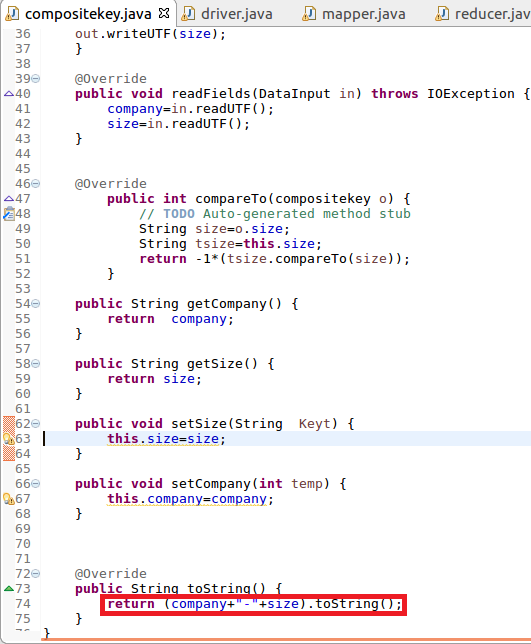 compositekey.java driver.java mapper.java reducer.jav
36 out.writeUTF(size);
37 }
38
39 @Override
40 public void readFields(DataInput in) throws IOException {
41 company=in.readUTF();
42 size=in.readUTF();
43 }
44
45
46 @Override
47 public int compareTo(compositekey o) {
48 // TODO Auto-generated method stub
49 String size=o.size;
50 String tsize=this.size;
51 return -1*(tsize.compareTo(size));
52 }
53
54 public String getCompany() {
55 return  company;
56 }
57
58 public String getSize() {
59 return size;
60 }
61
62 public void setSize(String  Keyt) {
63 this.size=size;
64 }
65
66 public void setCompany(int temp) {
67 this.company=company;
68 }
69
70
71
72 @Override
73 public String toString() {
74 return (company+"-"+size).toString();
75 }
76 }